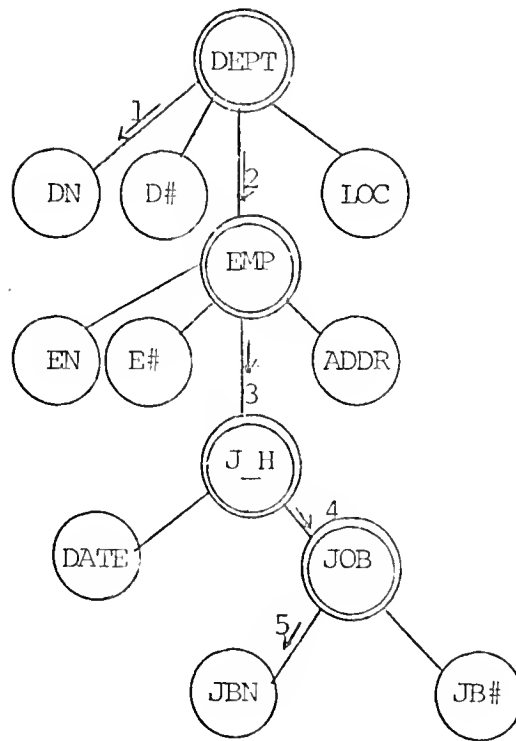 DEPT
1
DN
D#
2
LOC
EMP
EN
E#
ADDR
3
J_H
4
DATE
JOB
5
JBN
JB#